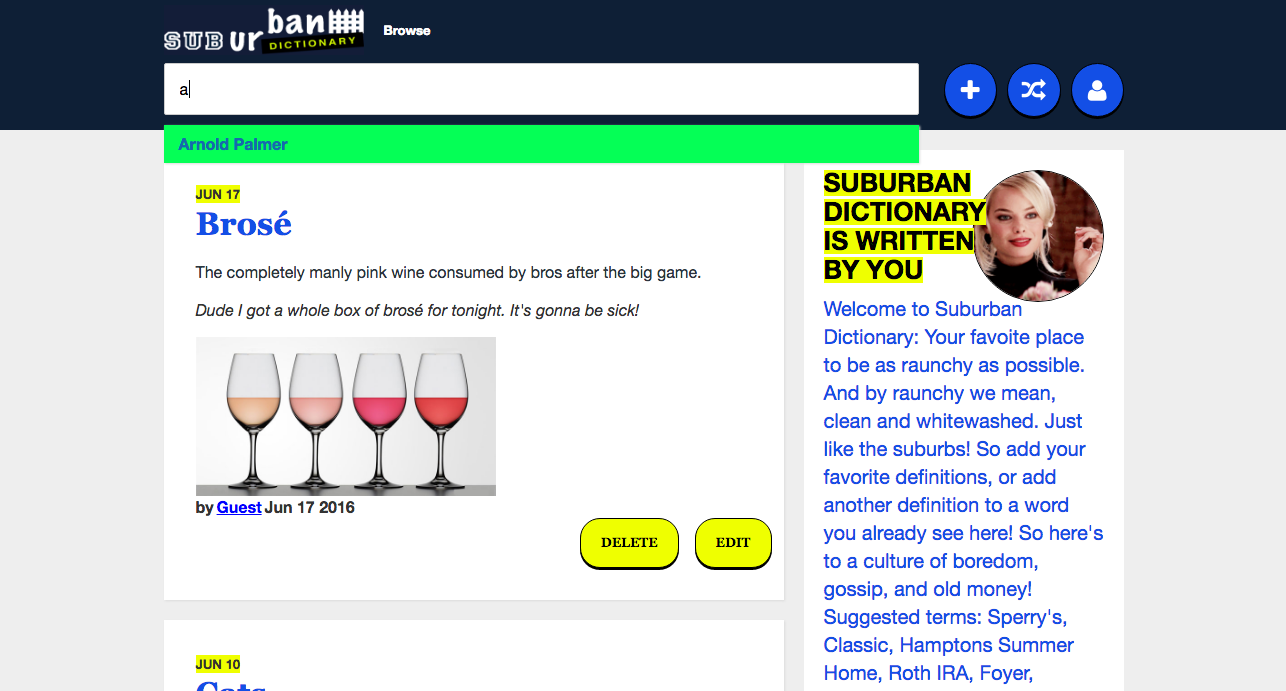 SUB urban DICTIONARY
Browse
a
Arnold Palmer
JUN 17
Brosé
The completely manly pink wine consumed by bros after the big game.
Dude I got a whole box of brosé for tonight. It's gonna be sick!
by Guest Jun 17 2016
DELETE
EDIT
JUN 10
Cats
SUBURBAN
DICTIONARY
IS WRITTEN
BY YOU
Welcome to Suburban
Dictionary: Your favoite place
to be as raunchy as possible.
And by raunchy we mean,
clean and whitewashed. Just
like the suburbs! So add your
favorite definitions, or add
another definition to a word
you already see here! So here's
to a culture of boredom,
gossip, and old money!
Suggested terms: Sperry's,
Classic, Hamptons Summer
Home, Roth IRA, Foyer,